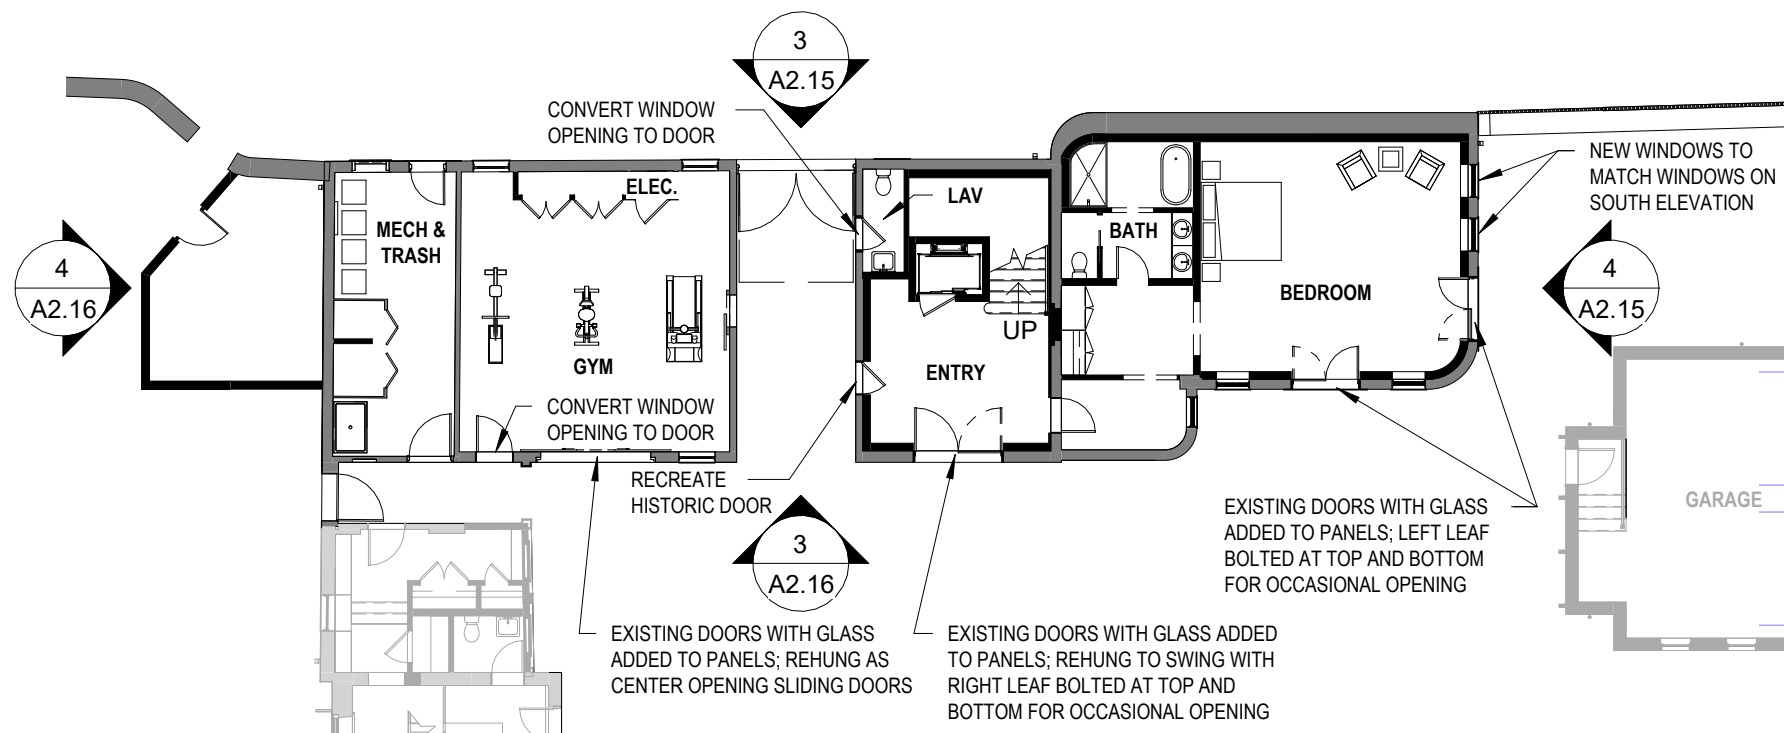 3
A2.15
CONVERT WINDOW
OPENING TO DOOR
NEW WINDOWS TO
MATCH WINDOWS ON
SOUTH ELEVATION
ELEC.
LAV
MECH &
TRASH
BATH
4
A2.16
BEDROOM
4
A2.15
UP
GYM
ENTRY
CONVERT WINDOW
OPENING TO DOOR
RECREATE
HISTORIC DOOR
EXISTING DOORS WITH GLASS
ADDED TO PANELS; LEFT LEAF
BOLTED AT TOP AND BOTTOM
FOR OCCASIONAL OPENING
GARAGE
3
A2.16
EXISTING DOORS WITH GLASS
ADDED TO PANELS; REHUNG AS
CENTER OPENING SLIDING DOORS
EXISTING DOORS WITH GLASS ADDED
TO PANELS; REHUNG TO SWING WITH
RIGHT LEAF BOLTED AT TOP AND
BOTTOM FOR OCCASIONAL OPENING